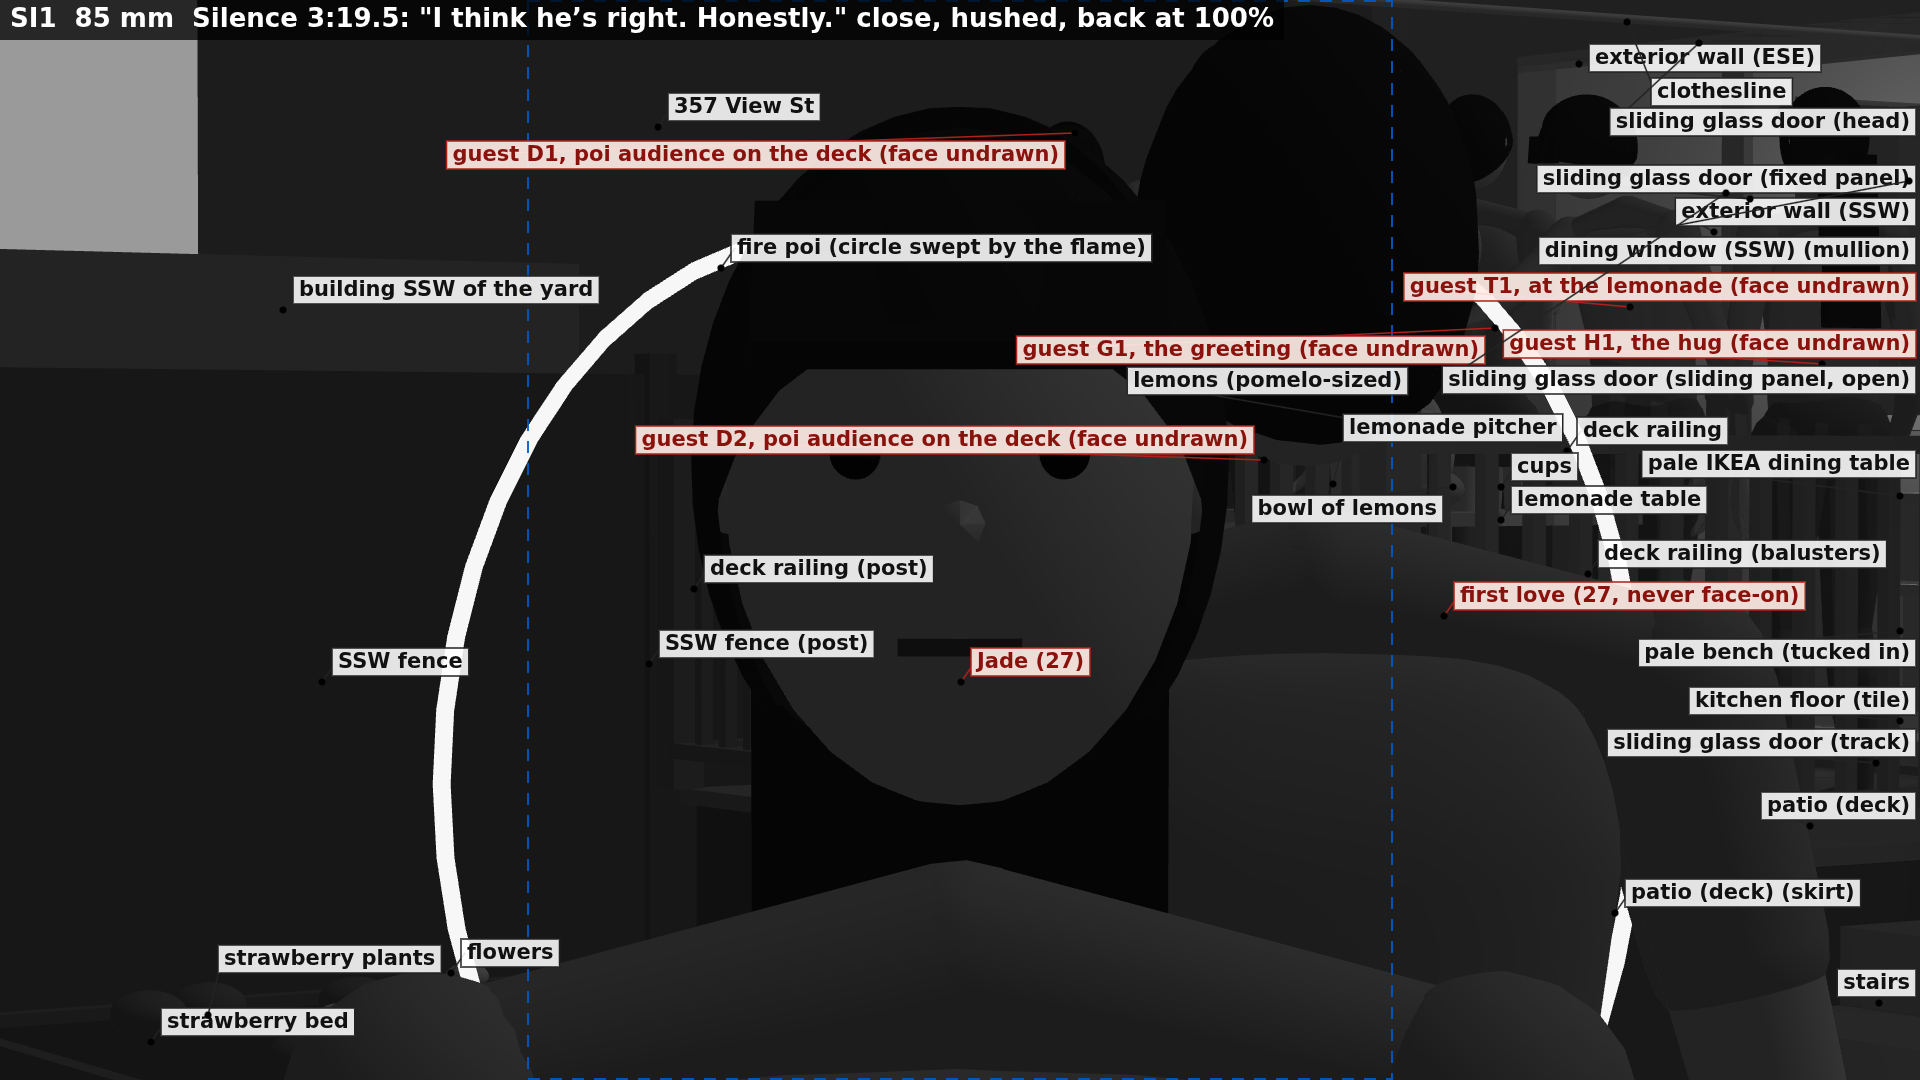 SI1 85 mm Silence 3:19.5: "I think he’s right. Honestly." close, hushed, back at 100%
exterior wall (ESE)
clothesline
357 View St
sliding glass door (head)
guest D1, poi audience on the deck (face undrawn)
sliding glass door (fixed panel)
exterior wall (SSW)
fire poi (circle swept by the flame)
dining window (SSW) (mullion)
building SSW of the yard
guest T1, at the lemonade (face undrawn)
guest G1, the greeting (face undrawn)
guest H1, the hug (face undrawn)
lemons (pomelo-sized)
sliding glass door (sliding panel, open)
lemonade pitcher
deck railing
guest D2, poi audience on the deck (face undrawn)
cups
pale IKEA dining table
bowl of lemons
lemonade table
deck railing (post)
deck railing (balusters)
first love (27, never face-on)
SSW fence (post)
SSW fence
Jade (27)
pale bench (tucked in)
kitchen floor (tile)
sliding glass door (track)
patio (deck)
patio (deck) (skirt)
strawberry plants
flowers
stairs
strawberry bed